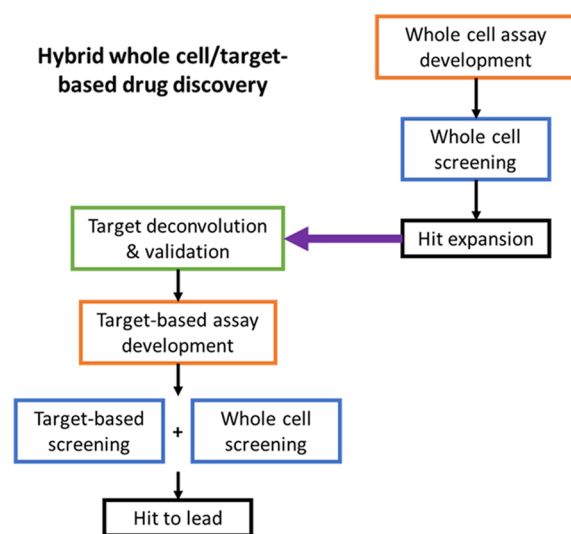 Hybrid whole cell/target-
based drug discovery
Whole cell assay
development
Whole cell
screening
Hit expansion
Target deconvolution
& validation
Target-based assay
development
Target-based
screening
+
Whole cell
screening
Hit to lead